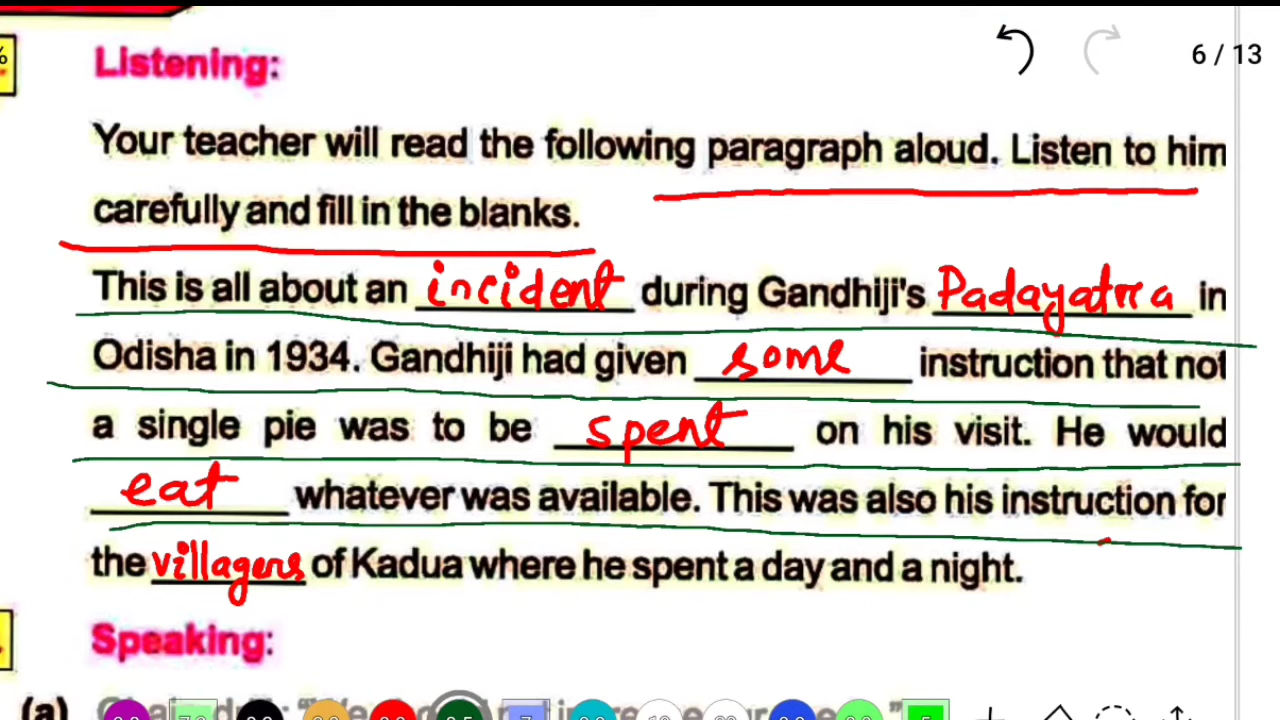 %
Listening:
6 / 13
Your teacher will read the following paragraph aloud. Listen to him
carefully and fill in the blanks.
This is all about an incident during Gandhiji's Padayatra in
Odisha in 1934. Gandhiji had given some instruction that not
a single pie was to be spent on his visit. He would
eat whatever was available. This was also his instruction for
the villagers of Kadua where he spent a day and a night.
Speaking:
(a)